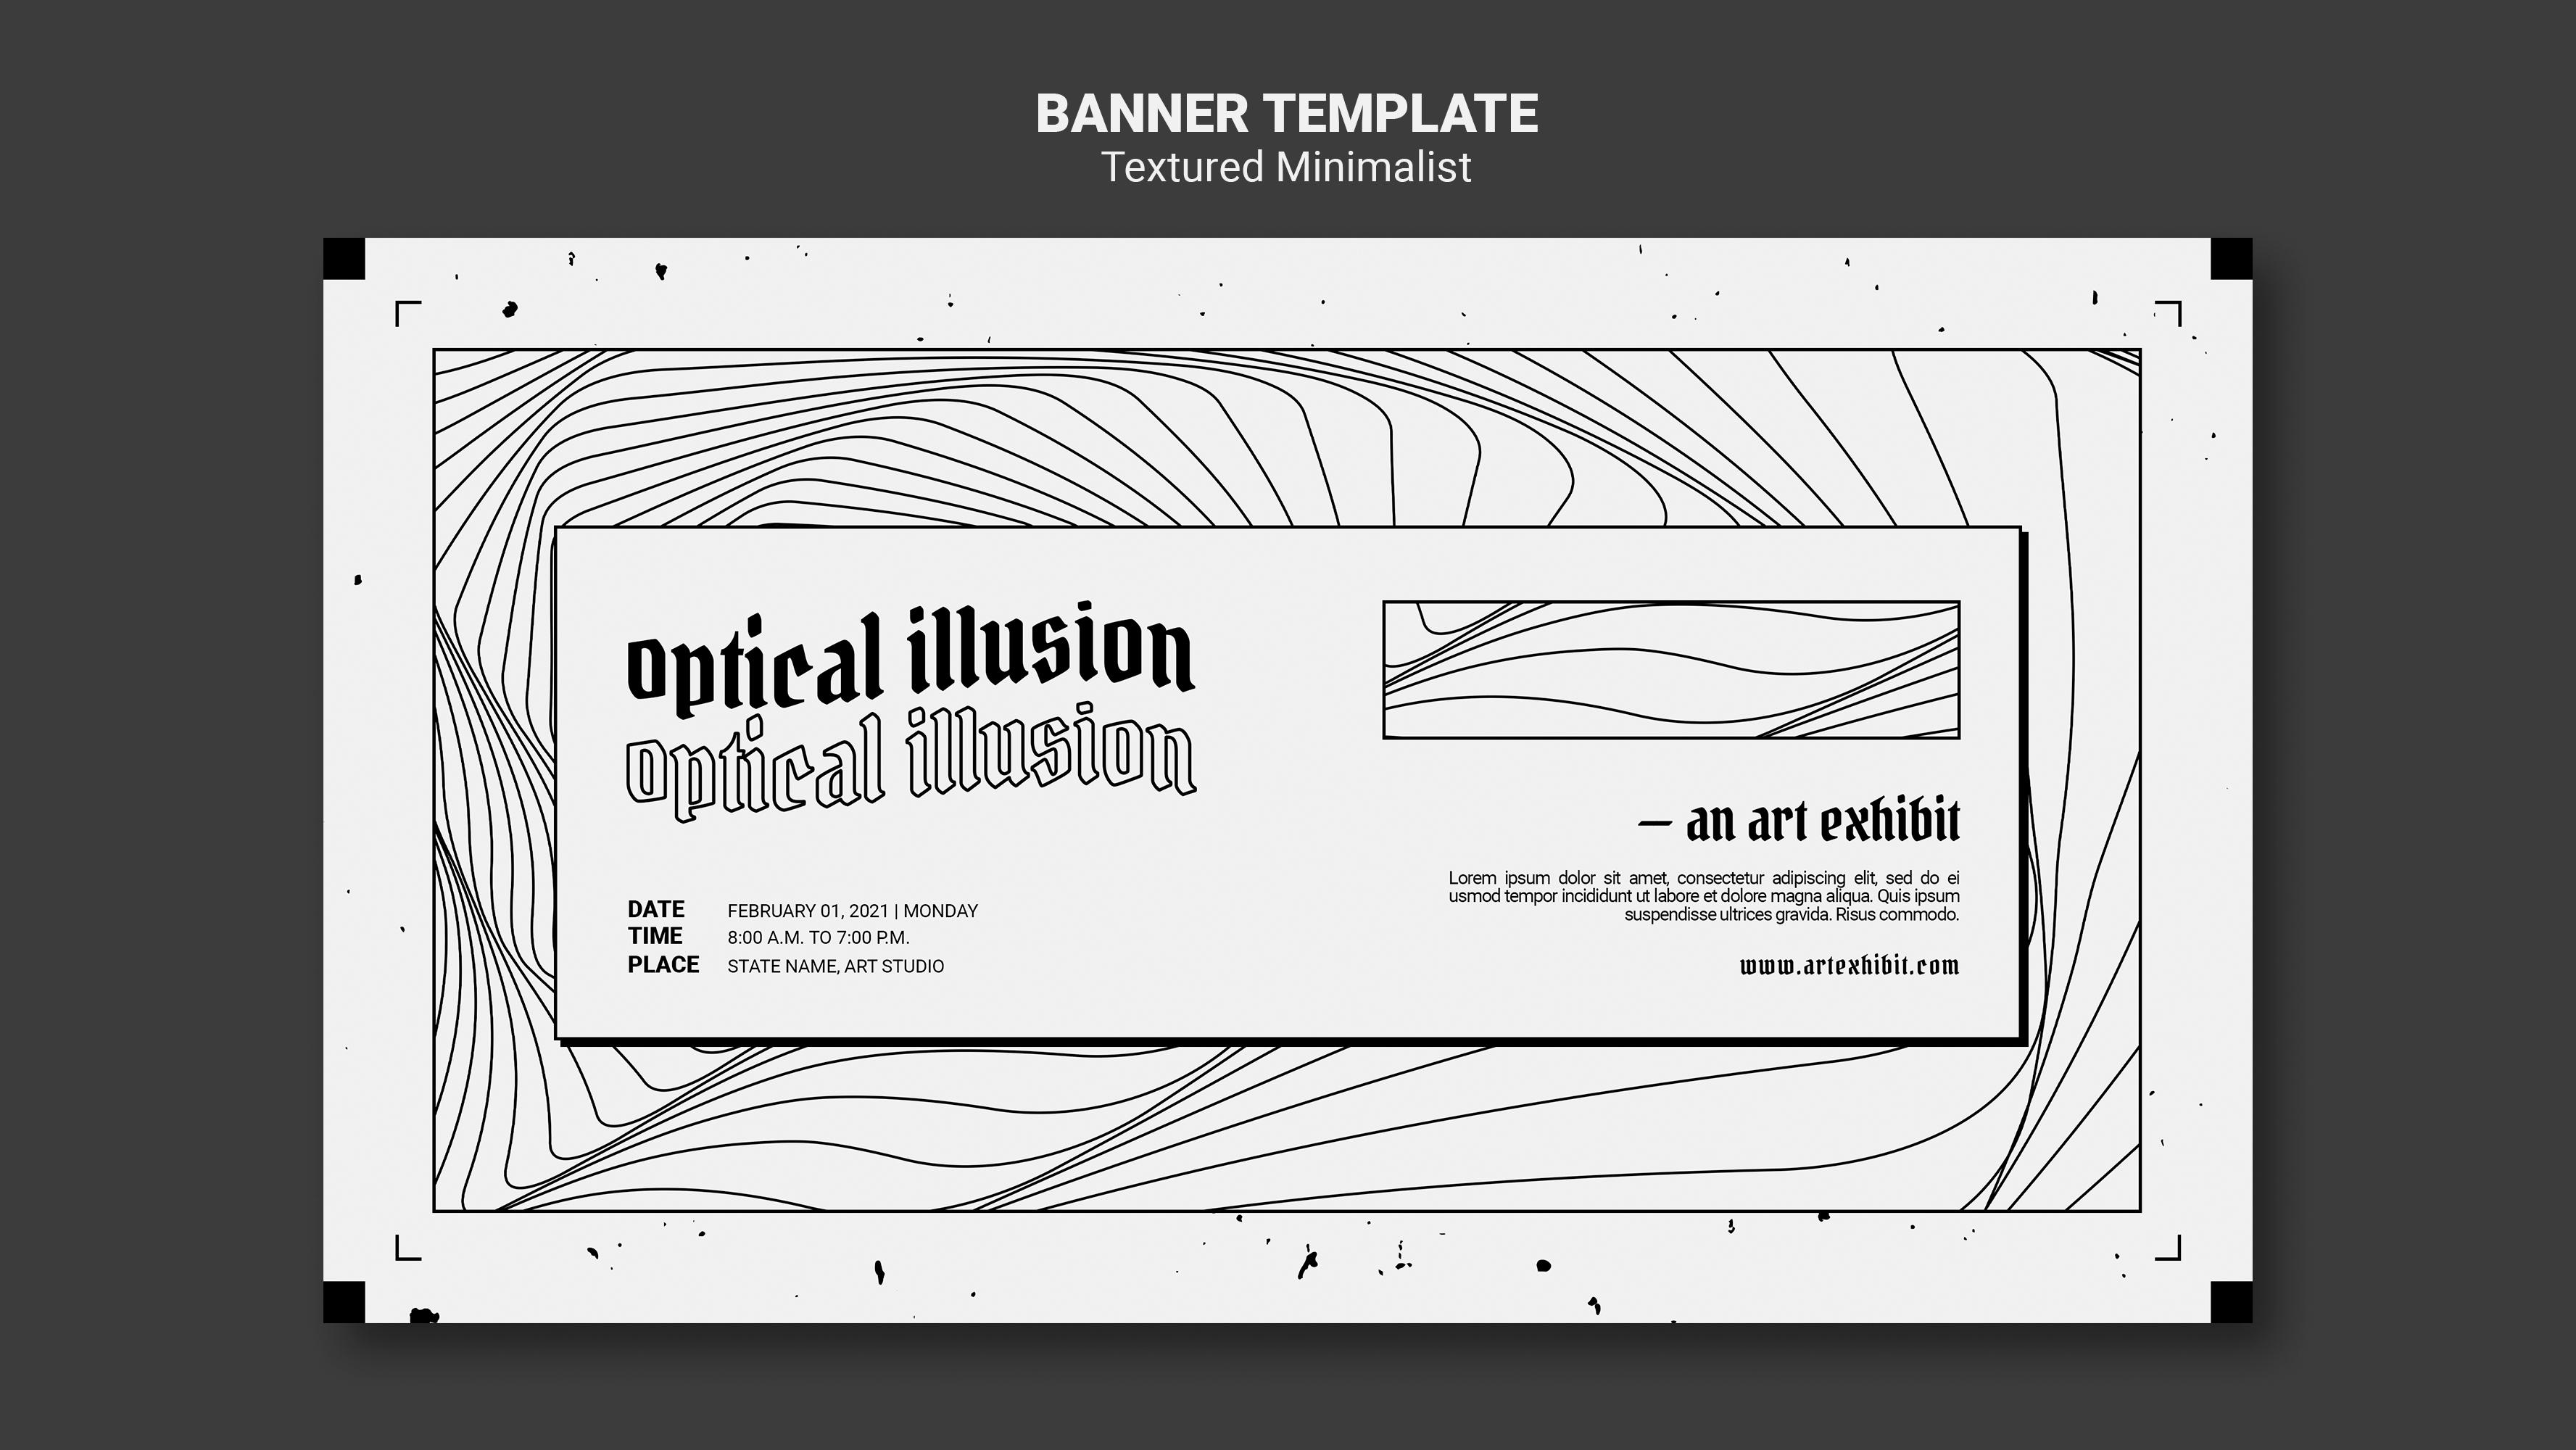 BANNER TEMPLATE
Textured Minimalist
optical illusion
optical illusion
DATE FEBRUARY 01, 2021 | MONDAY
TIME 8:00 A.M. TO 7:00 P.M.
PLACE STATE NAME, ART STUDIO
– an art exhibit
Lorem ipsum dolor sit amet, consectetur adipiscing elit, sed do ei
usmod tempor incididunt ut labore et dolore magna aliqua. Quis ipsum
suspendisse ultrices gravida. Risus commodo.
www.artexhibit.com